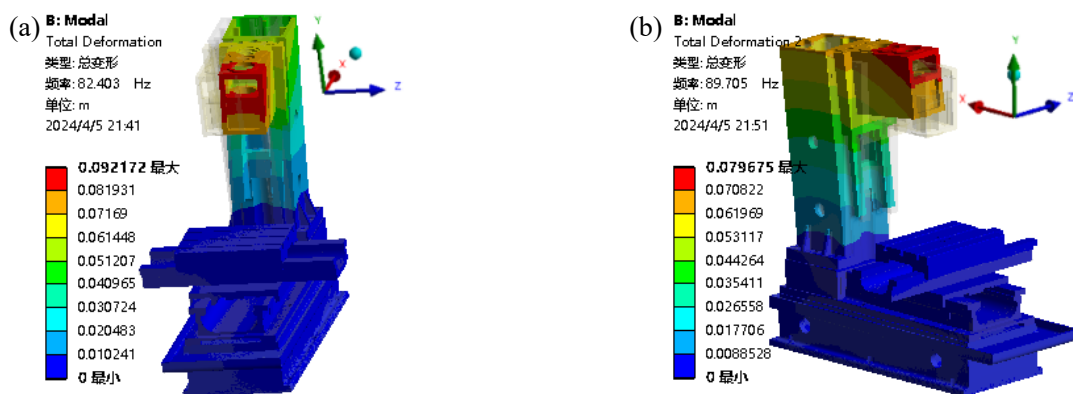 (a)
B: Modal
Total Deformation
类型: 总变形
频率: 82.403 Hz
单位: m
2024/4/5 21:41
0.092172 最大
0.081931
0.07169
0.061448
0.051207
0.040965
0.030724
0.020483
0.010241
0 最小
Y
X
Z
(b)
B: Modal
Total Deformation 2
类型: 总变形
频率: 89.705 Hz
单位: m
2024/4/5 21:51
0.079675 最大
0.070822
0.061969
0.053117
0.044264
0.035411
0.026558
0.017706
0.0088528
0 最小
Y
X
Z